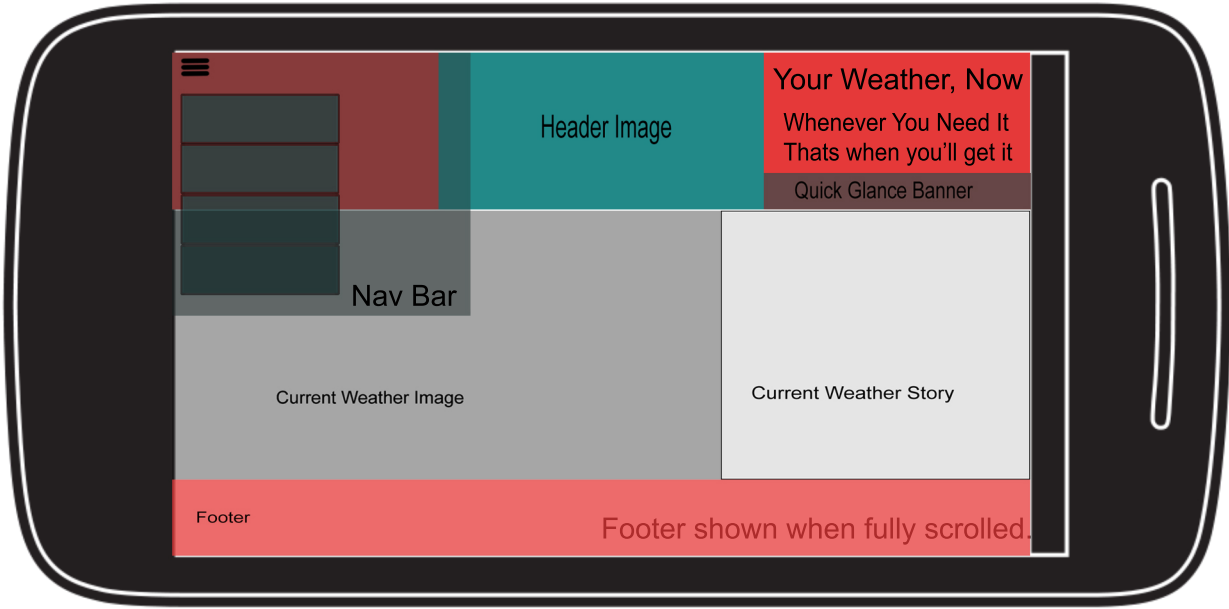 Your Weather, Now
Whenever You Need It
Thats when you'll get it
Header Image
Quick Glance Banner
Nav Bar
Current Weather Image
Current Weather Story
Footer
Footer shown when fully scrolled.